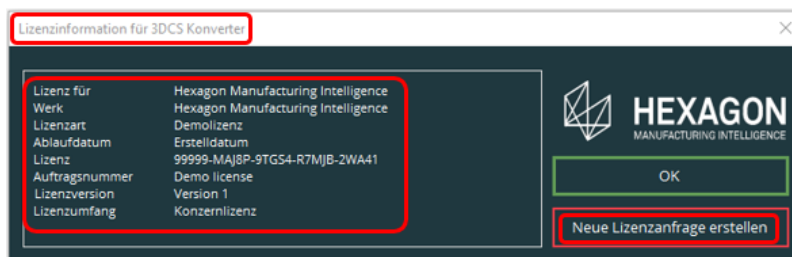 Lizenzinformation für 3DCS Konverter
Lizenz für Hexagon Manufacturing Intelligence
Werk Hexagon Manufacturing Intelligence
Lizenzart Demolizenz
Ablaufdatum Erstelldatum
Lizenz 99999-MAJ8P-9TGS4-R7MJB-2WA41
Auftragsnummer Demo license
Lizenzversion Version 1
Lizenzumfang Konzernlizenz
HEXAGON
MANUFACTURING INTELLIGENCE
OK
Neue Lizenzanfrage erstellen